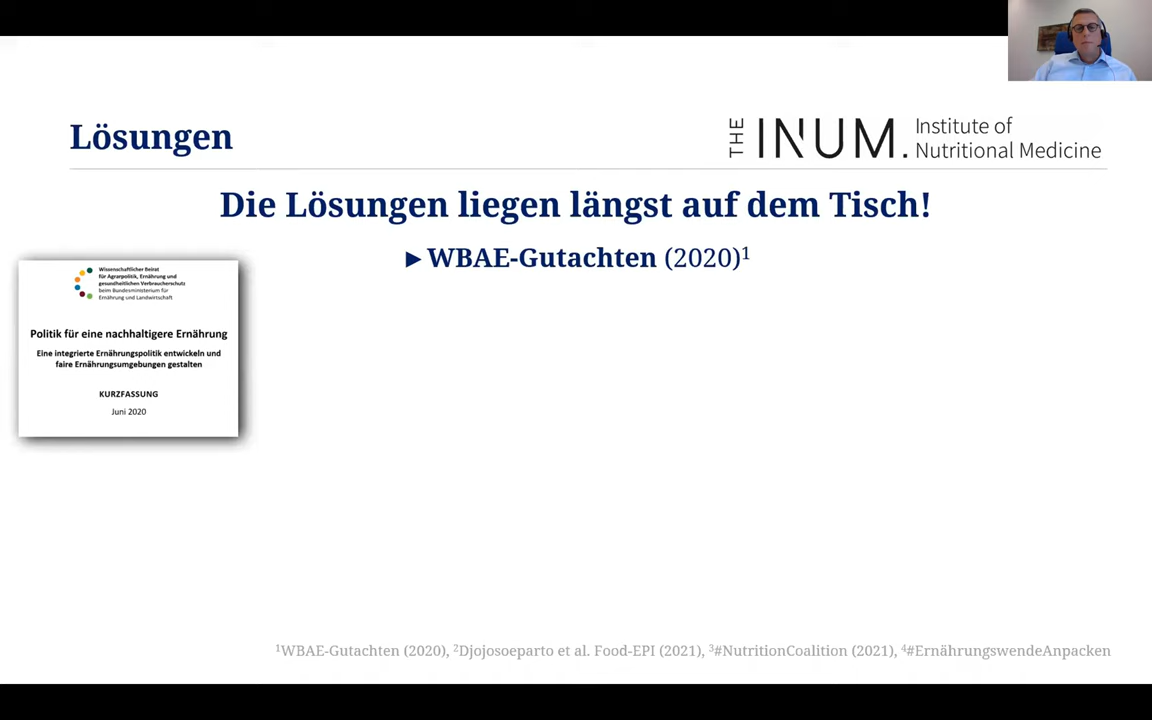 Lösungen
THE INUM. Institute of
Nutritional Medicine
Die Lösungen liegen längst auf dem Tisch!
►WBAE-Gutachten (2020)¹
Wissenschaftlicher Beirat
für Agrarpolitik, Ernährung und
gesundheitlichen Verbraucherschutz
beim Bundesministerium für
Ernährung und Landwirtschaft
Politik für eine nachhaltigere Ernährung
Eine integrierte Ernährungspolitik entwickeln und
faire Ernährungsumgebungen gestalten
KURZFASSUNG
Juni 2020
¹WBAE-Gutachten (2020), ²Djojosoeparto et al. Food-EPI (2021), ³#NutritionCoalition (2021), ⁴#ErnährungswendeAnpacken